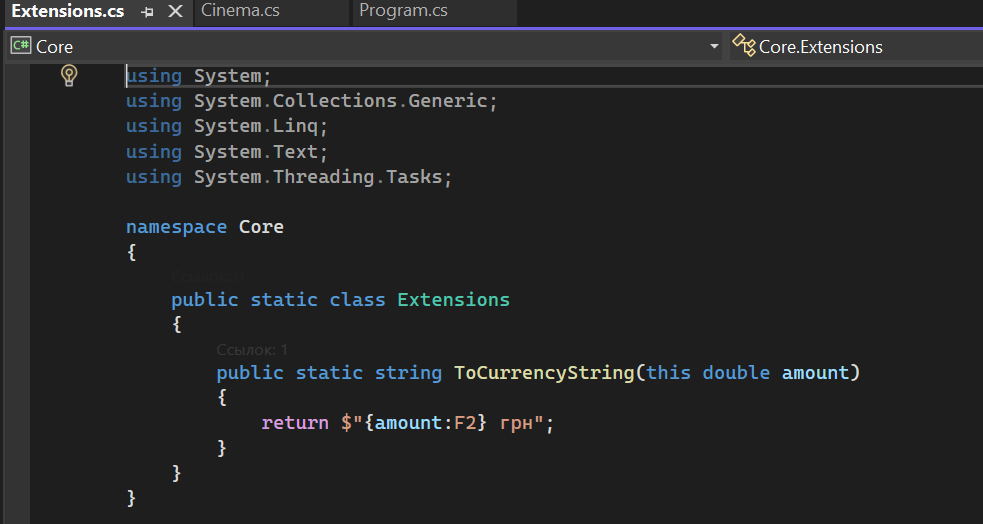 Extensions.cs Cinema.cs Program.cs
C# Core Core.Extensions
using System;
using System.Collections.Generic;
using System.Linq;
using System.Text;
using System.Threading.Tasks;
namespace Core
{
Ссылок: 0
public static class Extensions
{
Ссылок: 1
public static string ToCurrencyString(this double amount)
{
return $"{amount:F2} грн";
}
}
}